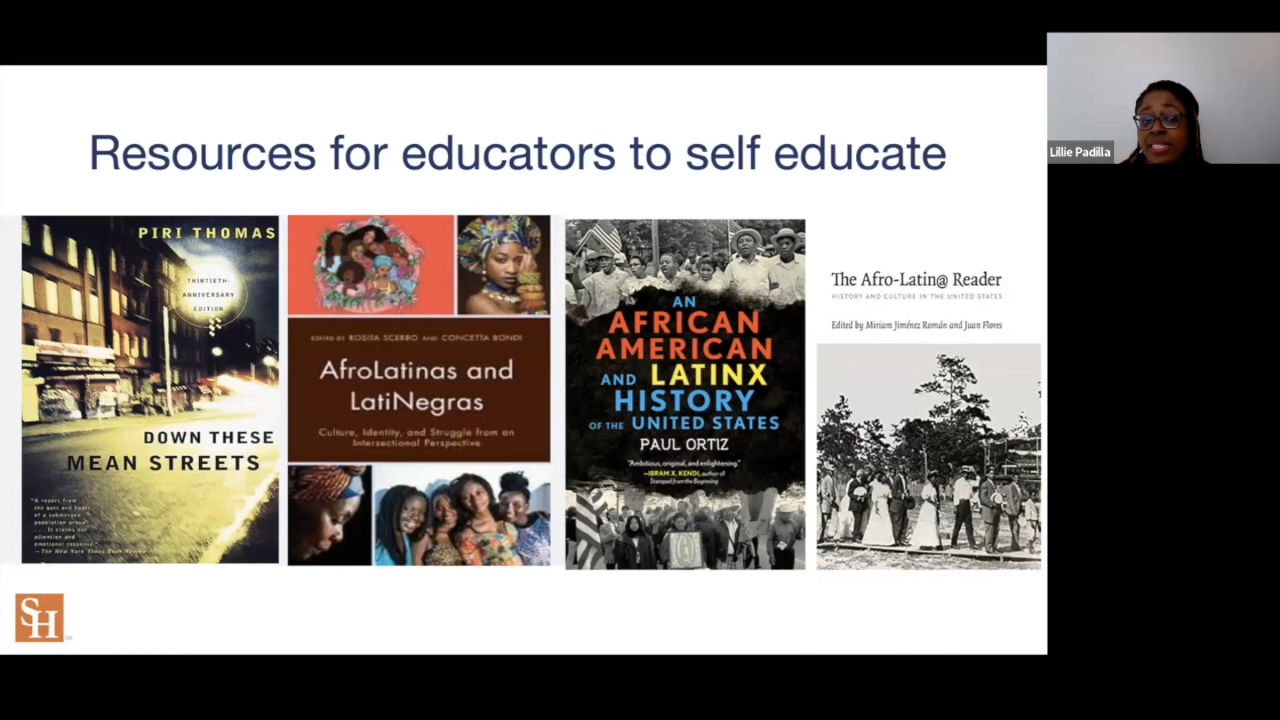 Resources for educators to self educate
PIRI THOMAS
THIRTIETH-
ANNIVERSARY
EDITION
DOWN THESE
MEAN STREETS
"A report from
the guts and heart
of a submerged
population group
. . . It claims our
attention and
emotional response."
—The New York Times Book Review
EDITED BY ROSITA SCERBO AND CONCETTA BONDI
AfroLatinas and
LatiNegras
Culture, Identity, and Struggle from an
Intersectional Perspective
AN
AFRICAN
AMERICAN
AND LATINX
HISTORY
OF THE UNITED STATES
PAUL ORTIZ
"Ambitious, original, and enlightening."
—IBRAM X. KENDI, author of
Stamped from the Beginning
The Afro-Latin@ Reader
HISTORY AND CULTURE IN THE UNITED STATES
Edited by Miriam Jiménez Román and Juan Flores
SH
Lillie Padilla